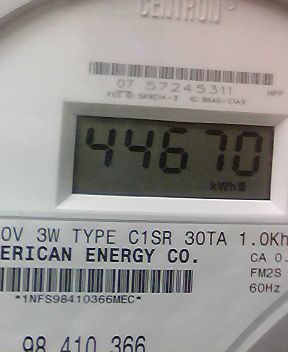 CENTRON®
07 57245311
44670
kWh
0V 3W TYPE C1SR 30TA 1.0Kh
ERICAN ENERGY CO.
CA 0.
FM2S
60Hz
*1NFS98410366MEC*
98 410 366